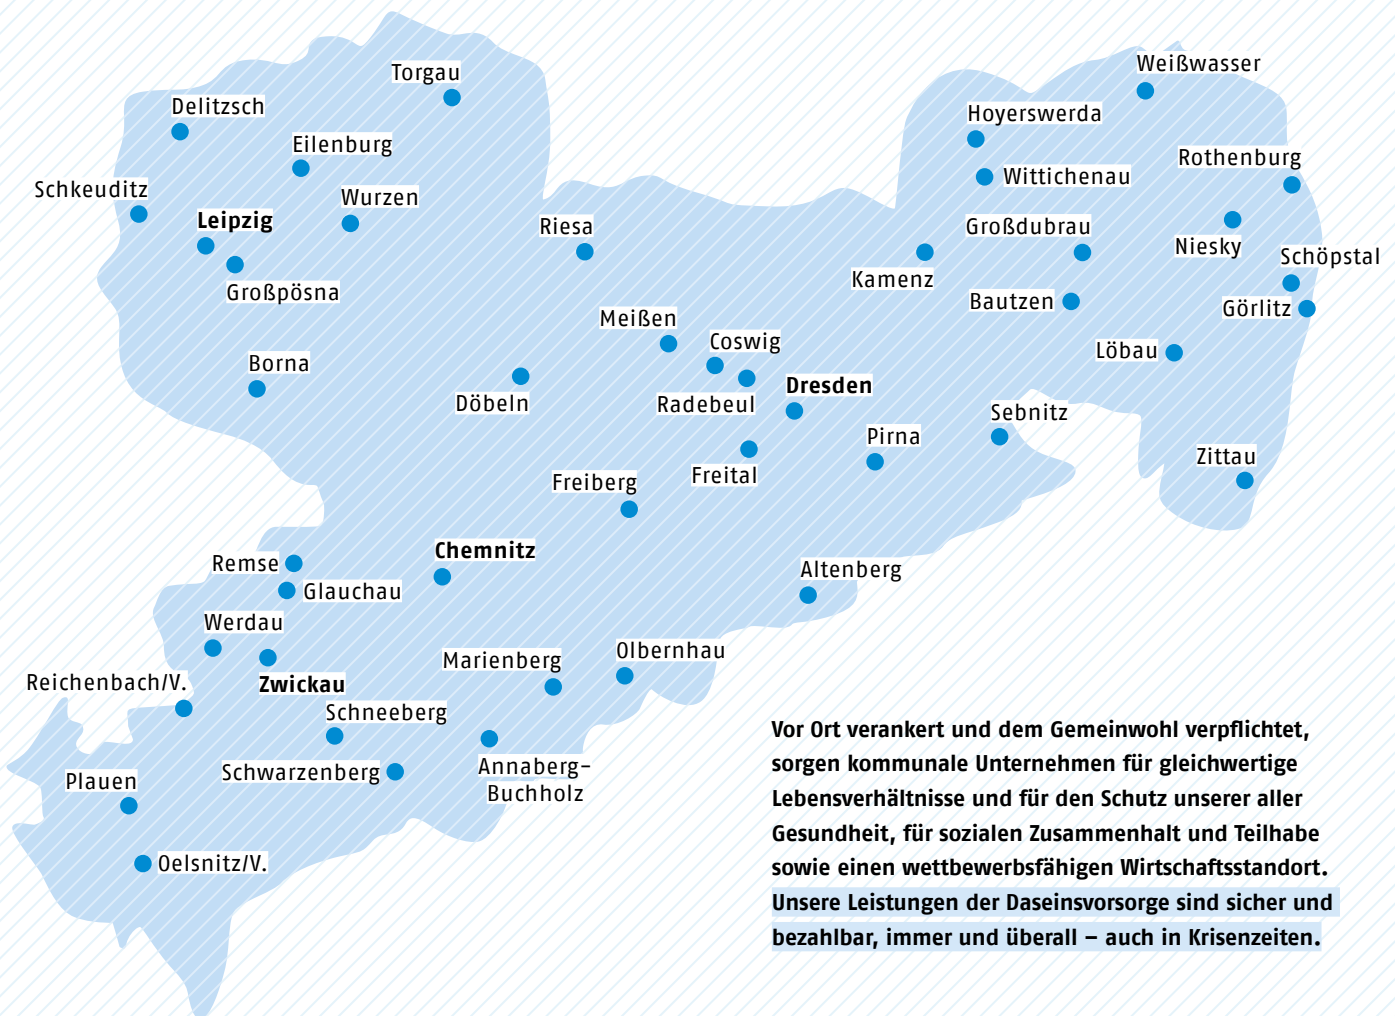 Weißwasser
Torgau
Delitzsch
Hoyerswerda
Eilenburg
Rothenburg
Wittichenau
Schkeuditz
Wurzen
Leipzig
Riesa
Großdubrau
Niesky
Schöpstal
Kamenz
Großpösna
Bautzen
Görlitz
Meißen
Coswig
Löbau
Borna
Dresden
Döbeln
Radebeul
Sebnitz
Pirna
Zittau
Freital
Freiberg
Chemnitz
Remse
Altenberg
Glauchau
Werdau
Olbernhau
Marienberg
Reichenbach/V.
Zwickau
Schneeberg
Schwarzenberg
Annaberg-
Buchholz
Plauen
Oelsnitz/V.
Vor Ort verankert und dem Gemeinwohl verpflichtet,
sorgen kommunale Unternehmen für gleichwertige
Lebensverhältnisse und für den Schutz unserer aller
Gesundheit, für sozialen Zusammenhalt und Teilhabe
sowie einen wettbewerbsfähigen Wirtschaftsstandort.
Unsere Leistungen der Daseinsvorsorge sind sicher und
bezahlbar, immer und überall – auch in Krisenzeiten.